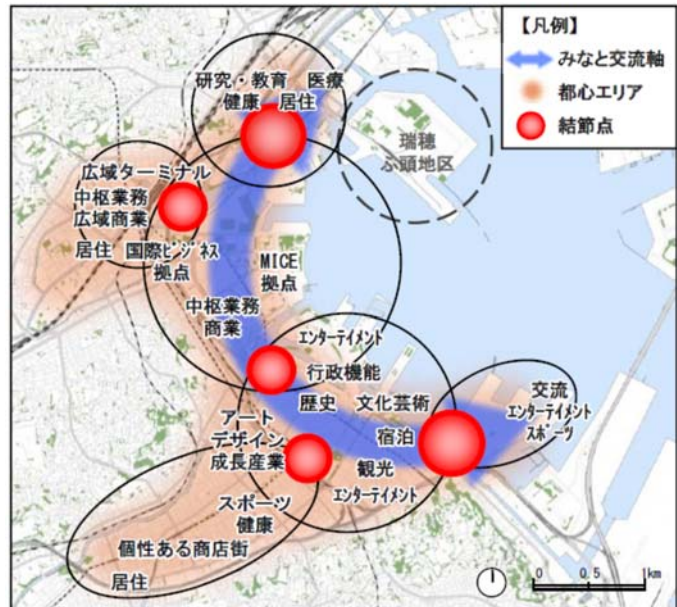 【凡例】
みなと交流軸
都心エリア
結節点
研究・教育 医療
健康 居住
瑞穂
ふ頭地区
広域ターミナル
中枢業務
広域商業
居住 国際ビジネス
拠点
MICE
拠点
中枢業務
商業
エンターテイメント
行政機能
歴史 文化芸術
交流
エンターテイメント
スポーツ
アート
デザイン
成長産業
宿泊
観光
エンターテイメント
スポーツ
健康
個性ある商店街
居住
0 0.5 1km